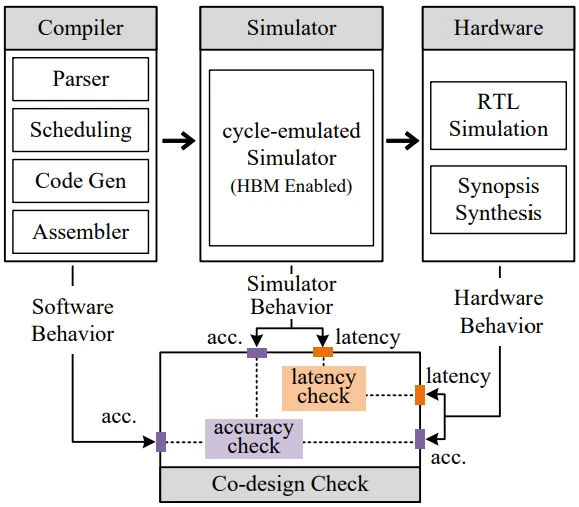 Compiler
Parser
Scheduling
Code Gen
Assembler
Simulator
cycle-emulated
Simulator
(HBM Enabled)
Hardware
RTL
Simulation
Synopsis
Synthesis
Software
Behavior
Simulator
Behavior
Hardware
Behavior
acc.
latency
latency
check
latency
acc.
accuracy
check
acc.
Co-design Check